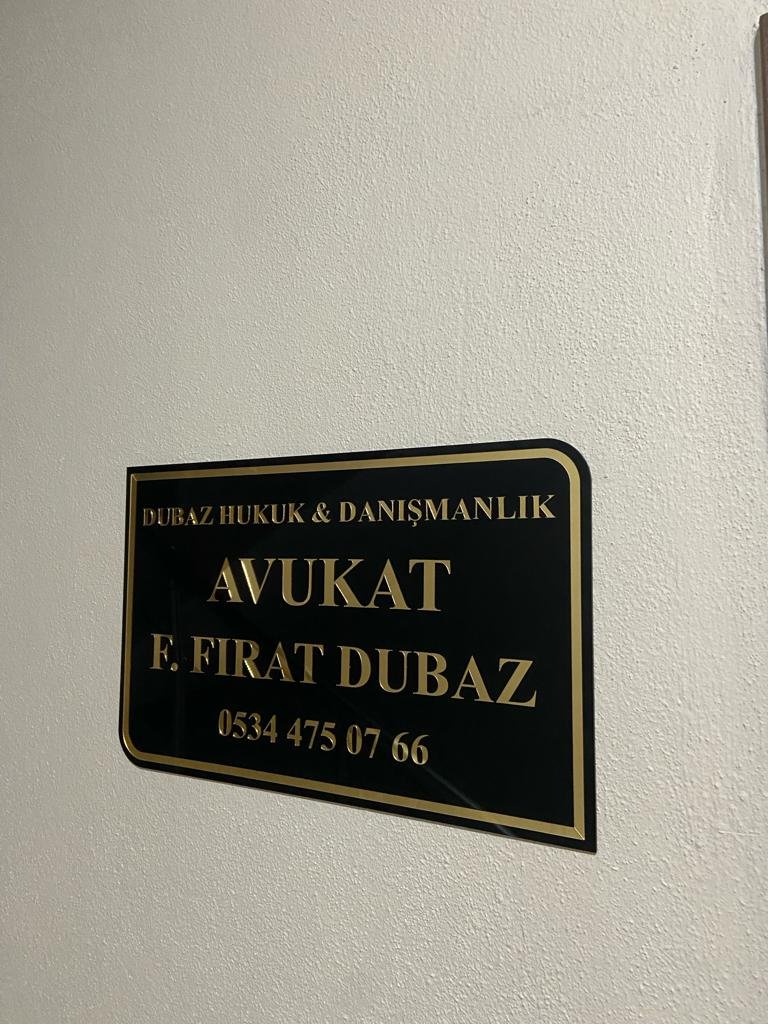 DUBAZ HUKUK & DANIŞMANLIK
AVUKAT
F. FIRAT DUBAZ
0534 475 07 66